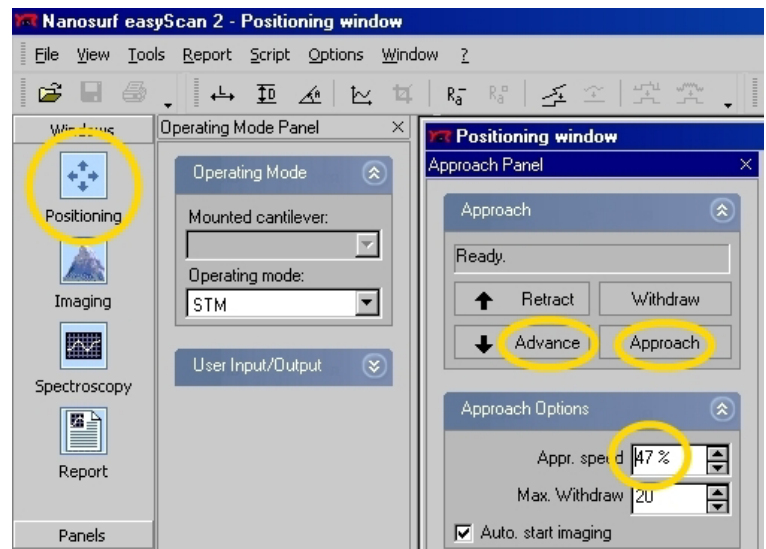 Nanosurf easyScan 2 - Positioning window
File View Tools Report Script Options Window ?
Windows
Positioning
Imaging
Spectroscopy
Report
Panels
Operating Mode Panel
Operating Mode
Mounted cantilever:
Operating mode:
STM
User Input/Output
Positioning window
Approach Panel
Approach
Ready.
Retract Withdraw
Advance Approach
Approach Options
Appr. speed 47 %
Max. Withdraw 20
Auto. start imaging